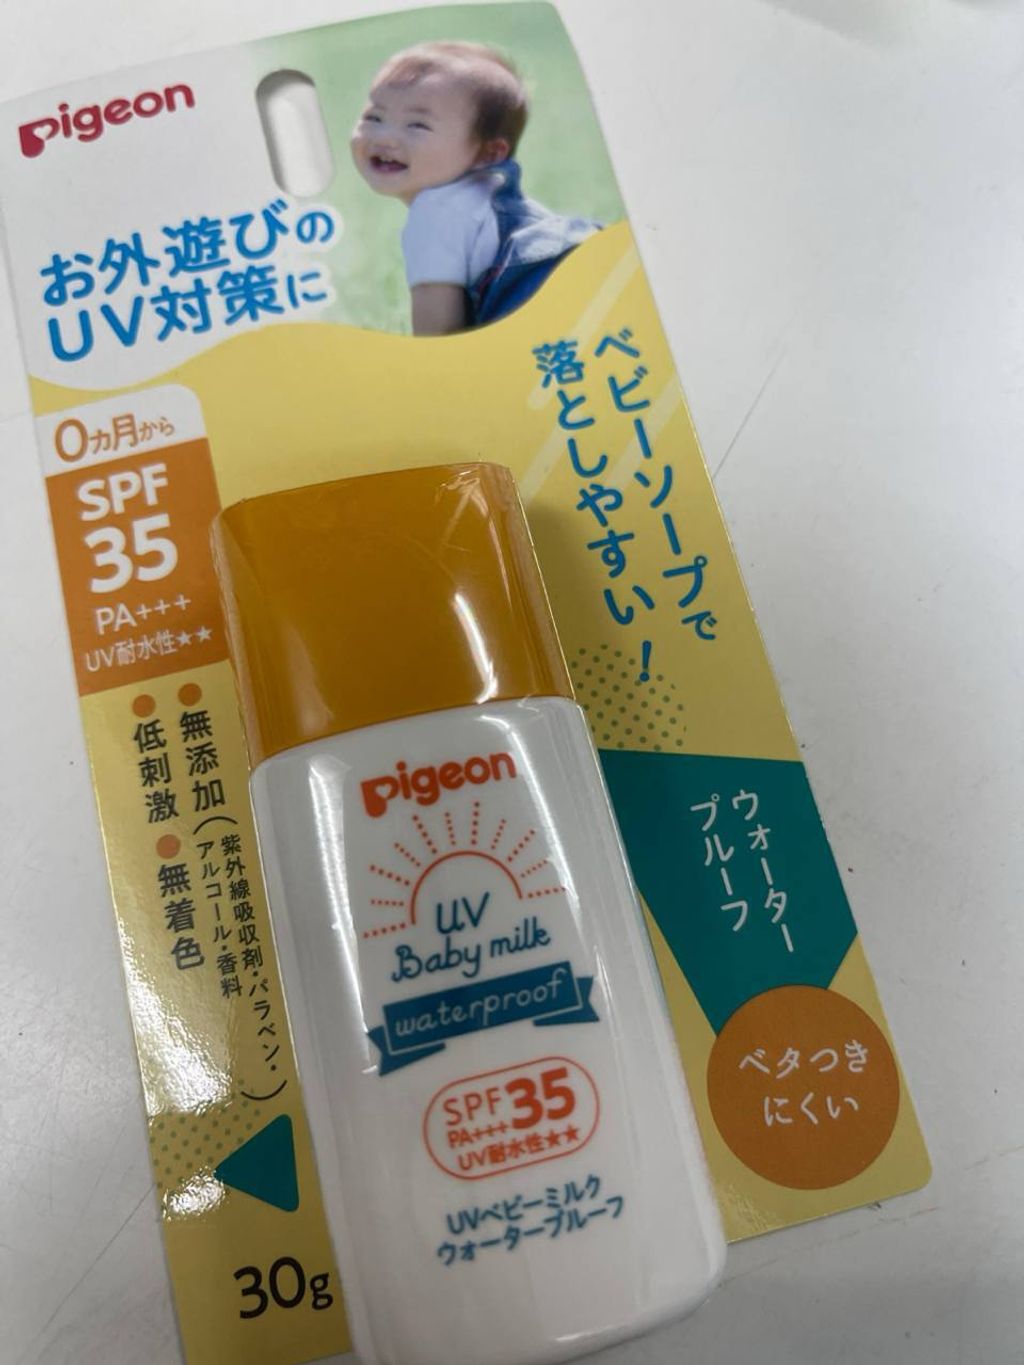 pigeon
お外遊びの
UV対策に
0ヵ月から
SPF
35
PA+++
UV耐水性★★
ベビーソープで
落としやすい！
●無添加(紫外線吸収剤・パラベン・
アルコール・香料)
●低刺激 ●無着色
ウォーター
プルーフ
ベタつき
にくい
pigeon
UV
Baby milk
waterproof
SPF35
PA+++
UV耐水性★★
UVベビーミルク
ウォータープルーフ
30g